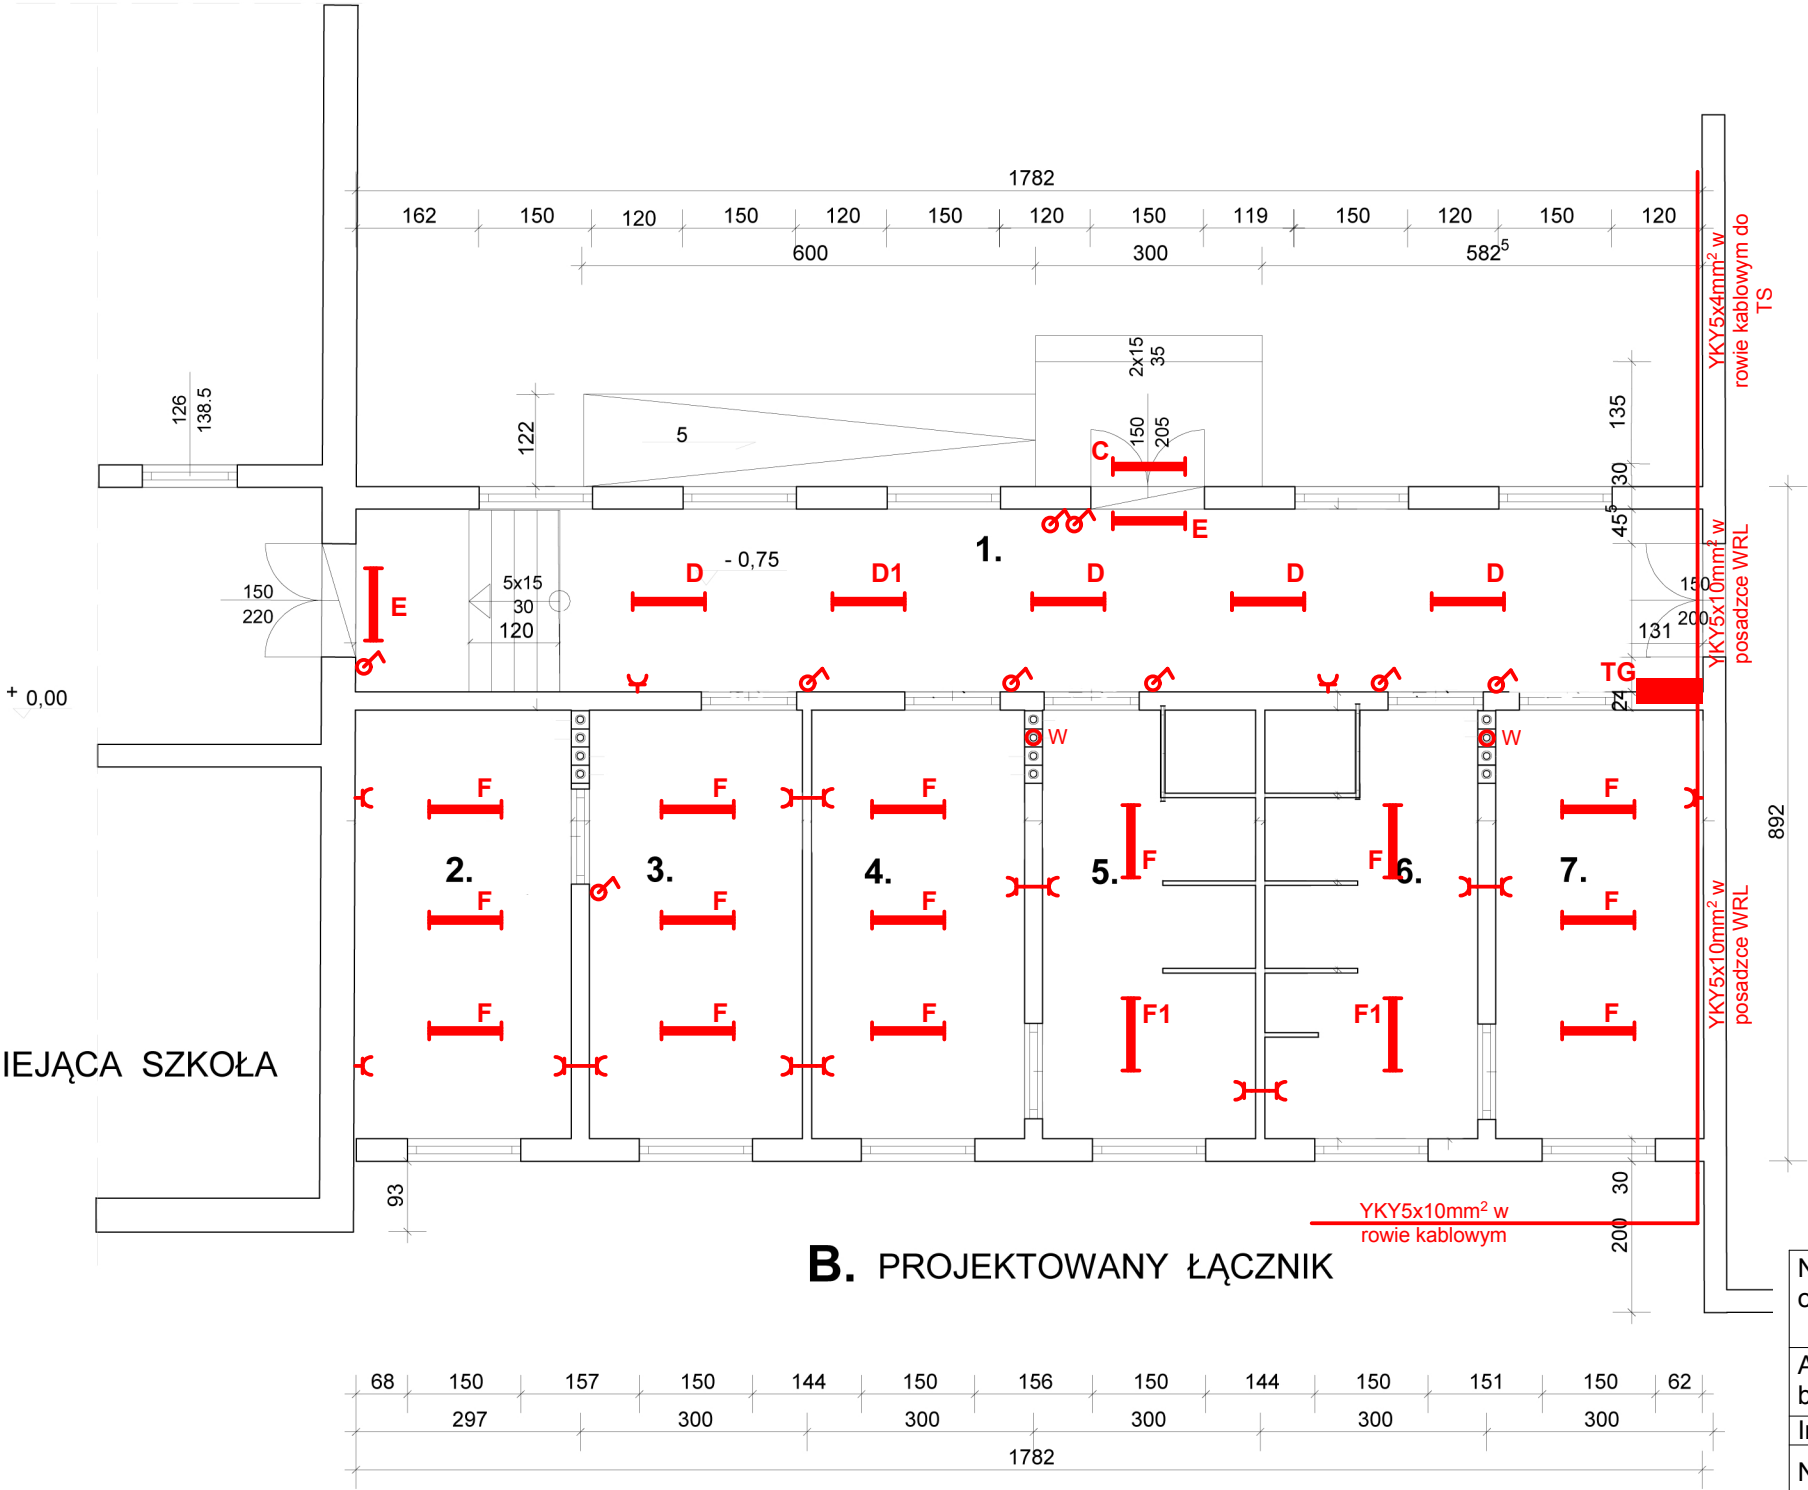 1782
162 150 120 150 120 150 120 150 119 150 120 150 120
600 300 582⁵
YKY5x4mm² w
rowie kablowym do
TS
2x15
35
126
138.5
122
5
150
205
135
30
C
E
45⁵
1.
- 0,75
D D1 D D D
5x15
30
120
150
220
E
150
200
131
YKY5x10mm² w
posadzce WRL
TG
24
+ 0,00
W W
F F F F F F
2. 3. 4. 5. 6. 7.
892
F F F F
F F F F1 F1 F
YKY5x10mm² w
posadzce WRL
IEJĄCA SZKOŁA
93
30
200
YKY5x10mm² w
rowie kablowym
B. PROJEKTOWANY ŁĄCZNIK
68 150 157 150 144 150 156 150 144 150 151 150 62
297 300 300 300 300 300
1782